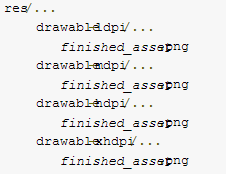 res/...
drawable-ldpi/...
finished_asset.png
drawable-mdpi/...
finished_asset.png
drawable-hdpi/...
finished_asset.png
drawable-xhdpi/...
finished_asset.png